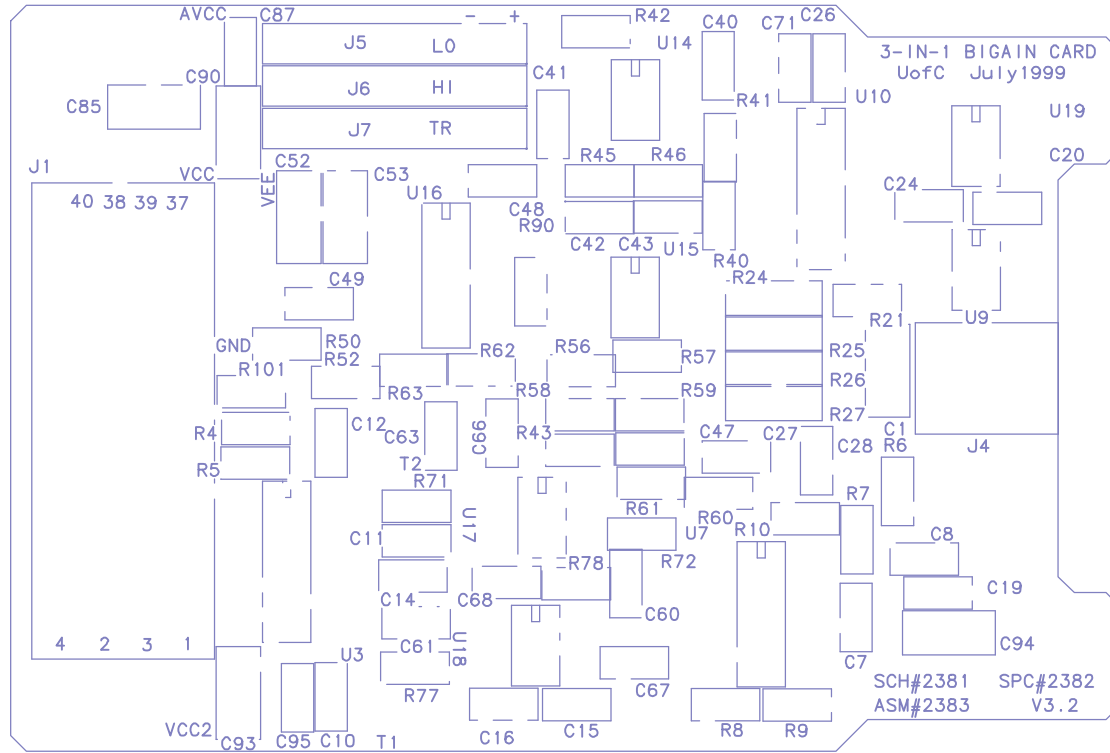 AVCC
C87
- +
R42
C40
C71
C26
J5 LO
U14
3-IN-1 BIGAIN CARD
UofC July1999
C90
C41
J6 HI
U10
C85
R41
U19
J7 TR
J1
VCC
C52
C53
R45
R46
C20
VEE
U16
C24
40 38 39 37
C48
R90
C42
C43
U15
R40
C49
R24
R21
U9
GND
R50
R52
R62
R56
R57
R25
R101
R63
R58
R59
R26
R27
R4
C12
C63
C99
R43
C47
C27
C28
C1
R6
J4
R5
T2
R71
R61
R60
R7
C11
U17
R10
U7
R72
C8
R78
C14
C68
C60
C19
4 2 3 1
C61
U18
U3
C7
C94
R77
C67
SCH#2381 SPC#2382
ASM#2383 V3.2
VCC2
C93
C95
C10
T1
C16
C15
R8
R9